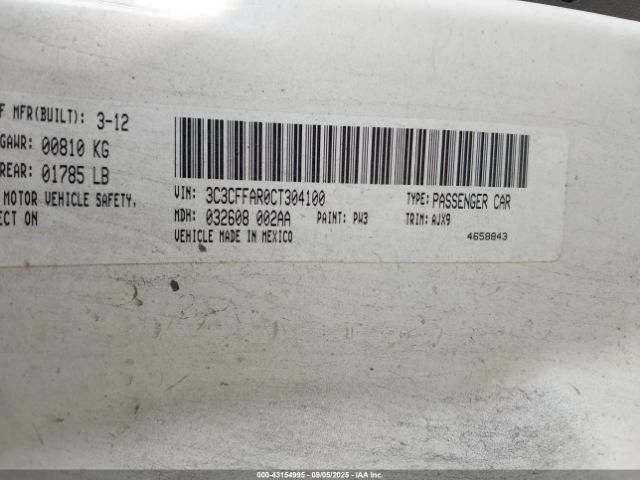 F MFR(BUILT): 3-12
GAWR: 00810 KG
REAR: 01785 LB
MOTOR VEHICLE SAFETY,
ECT ON
VIN: 3C3CFFAR0CT304100 TYPE: PASSENGER CAR
MDH: 032608 002AA PAINT: PW3 TRIM: AJX9
VEHICLE MADE IN MEXICO 4658843
000-43154995 - 09/05/2025 - IAA Inc.